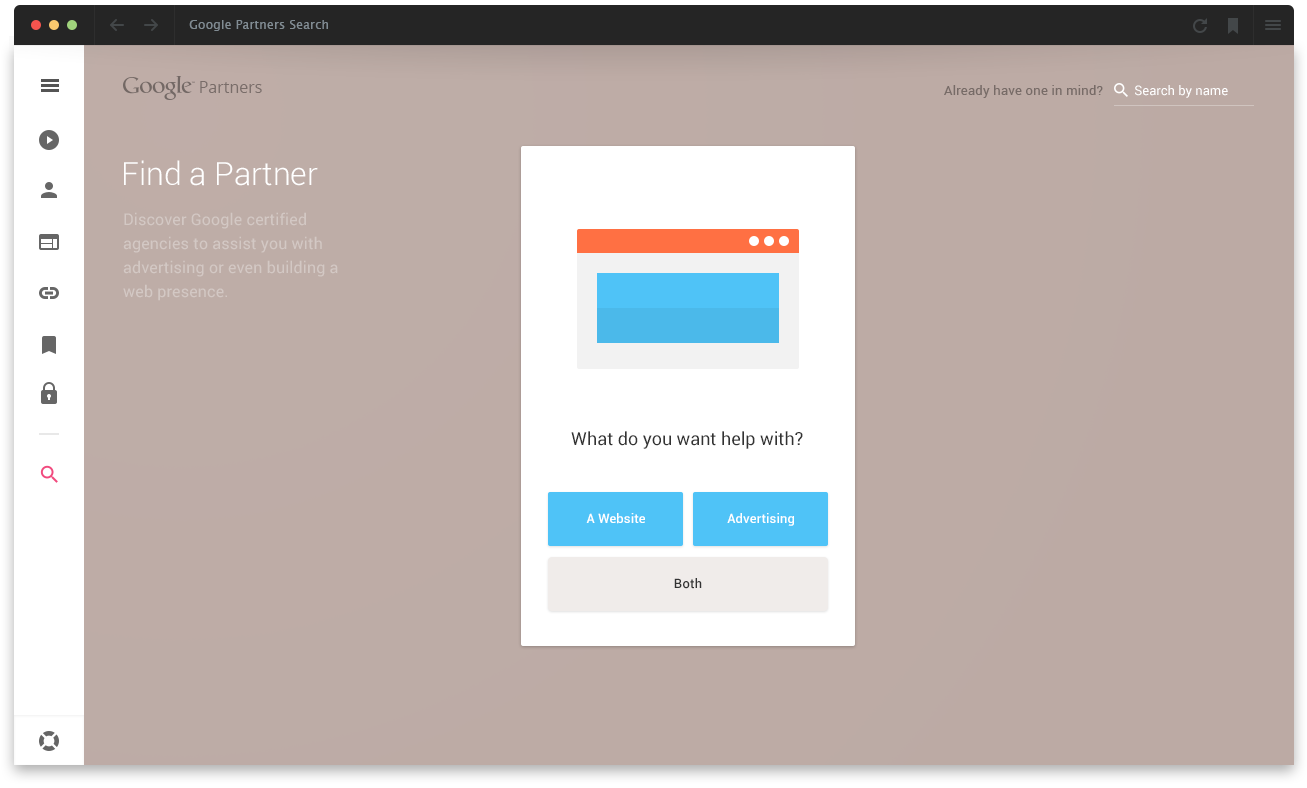 Google Partners Search
Google Partners
Already have one in mind?
Search by name
Find a Partner
Discover Google certified
agencies to assist you with
advertising or even building a
web presence.
What do you want help with?
A Website
Advertising
Both